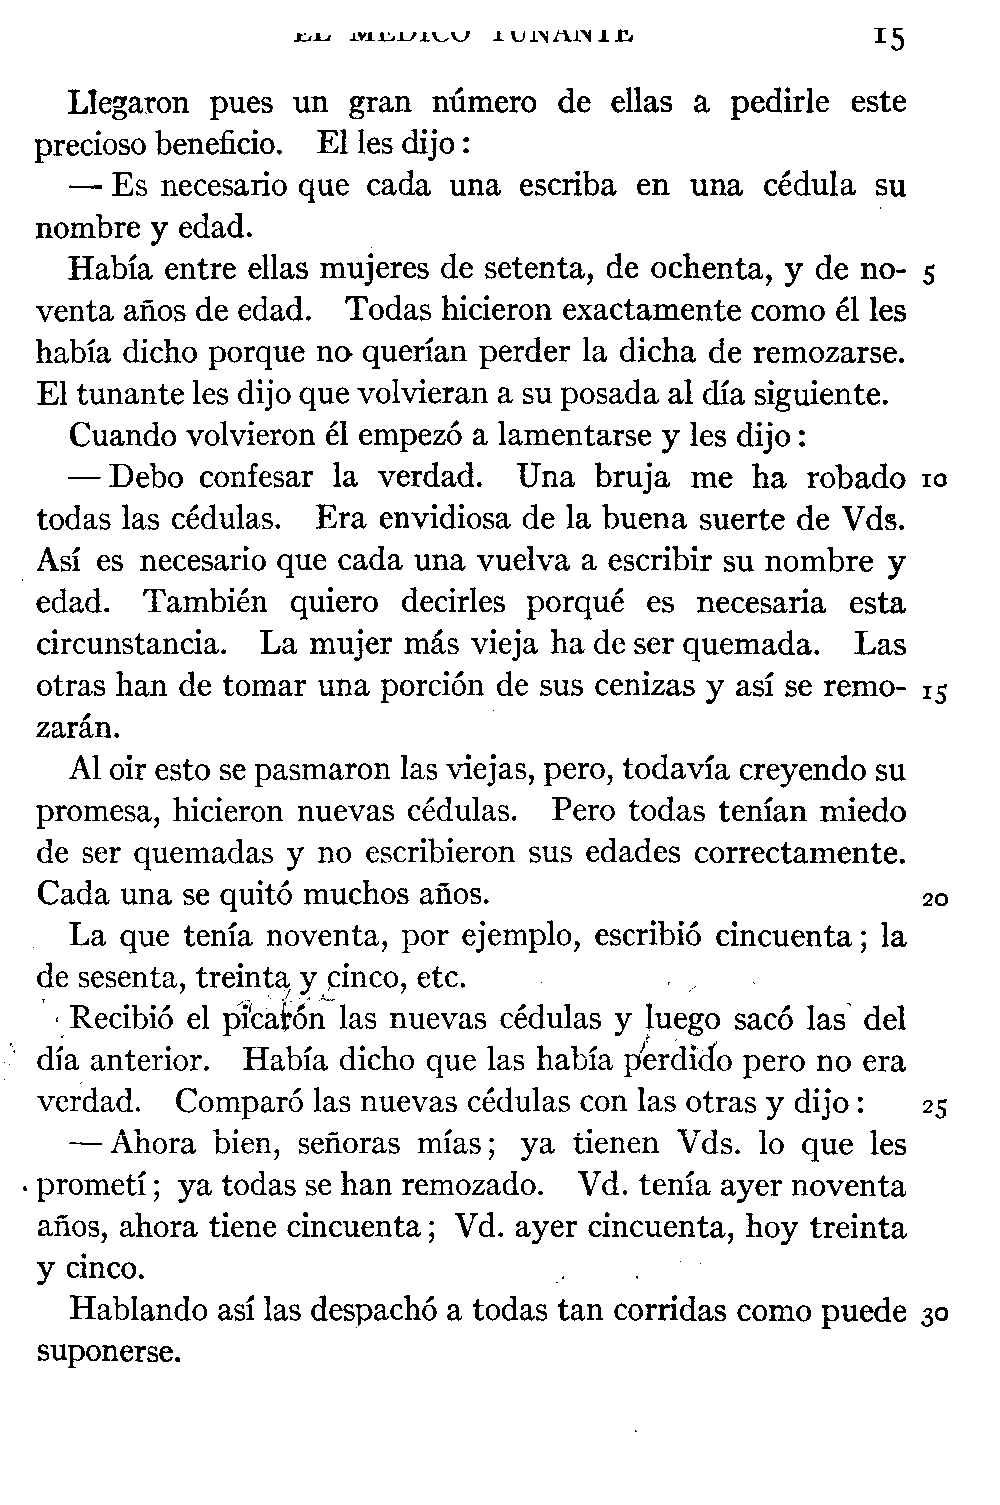 EL MÉDICO TUNANTE 15
Llegaron pues un gran número de ellas a pedirle este
precioso beneficio. El les dijo :
— Es necesario que cada una escriba en una cédula su
nombre y edad.
Había entre ellas mujeres de setenta, de ochenta, y de no- 5
venta años de edad. Todas hicieron exactamente como él les
había dicho porque no querían perder la dicha de remozarse.
El tunante les dijo que volvieran a su posada al día siguiente.
Cuando volvieron él empezó a lamentarse y les dijo :
— Debo confesar la verdad. Una bruja me ha robado 10
todas las cédulas. Era envidiosa de la buena suerte de Vds.
Así es necesario que cada una vuelva a escribir su nombre y
edad. También quiero decirles porqué es necesaria esta
circunstancia. La mujer más vieja ha de ser quemada. Las
otras han de tomar una porción de sus cenizas y así se remo- 15
zarán.
Al oir esto se pasmaron las viejas, pero, todavía creyendo su
promesa, hicieron nuevas cédulas. Pero todas tenían miedo
de ser quemadas y no escribieron sus edades correctamente.
Cada una se quitó muchos años. 20
La que tenía noventa, por ejemplo, escribió cincuenta ; la
de sesenta, treinta y cinco, etc.
Recibió el picarón las nuevas cédulas y luego sacó las del
día anterior. Había dicho que las había perdido pero no era
verdad. Comparó las nuevas cédulas con las otras y dijo : 25
— Ahora bien, señoras mías ; ya tienen Vds. lo que les
prometí ; ya todas se han remozado. Vd. tenía ayer noventa
años, ahora tiene cincuenta ; Vd. ayer cincuenta, hoy treinta
y cinco.
Hablando así las despachó a todas tan corridas como puede 30
suponerse.